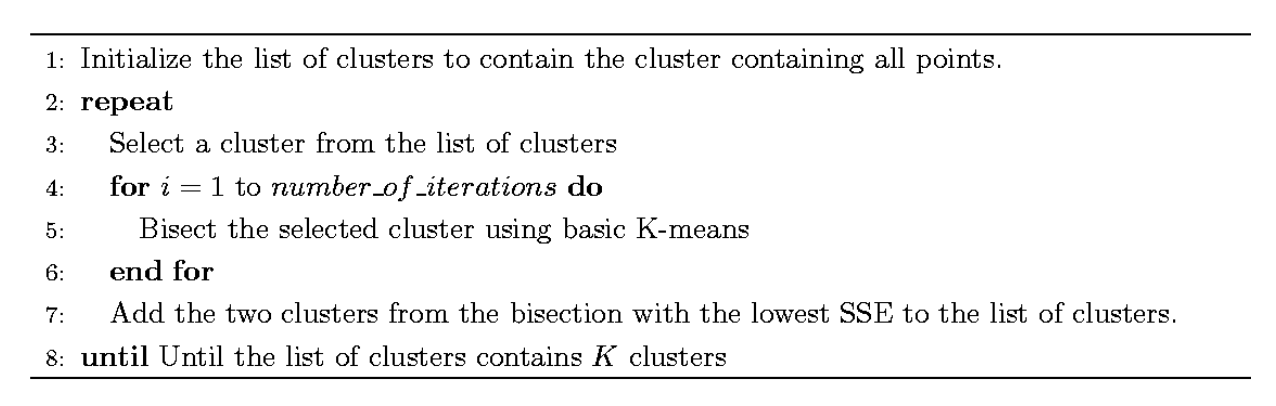 1: Initialize the list of clusters to contain the cluster containing all points.
2: repeat
3: Select a cluster from the list of clusters
4: for i = 1 to number_of_iterations do
5: Bisect the selected cluster using basic K-means
6: end for
7: Add the two clusters from the bisection with the lowest SSE to the list of clusters.
8: until Until the list of clusters contains K clusters